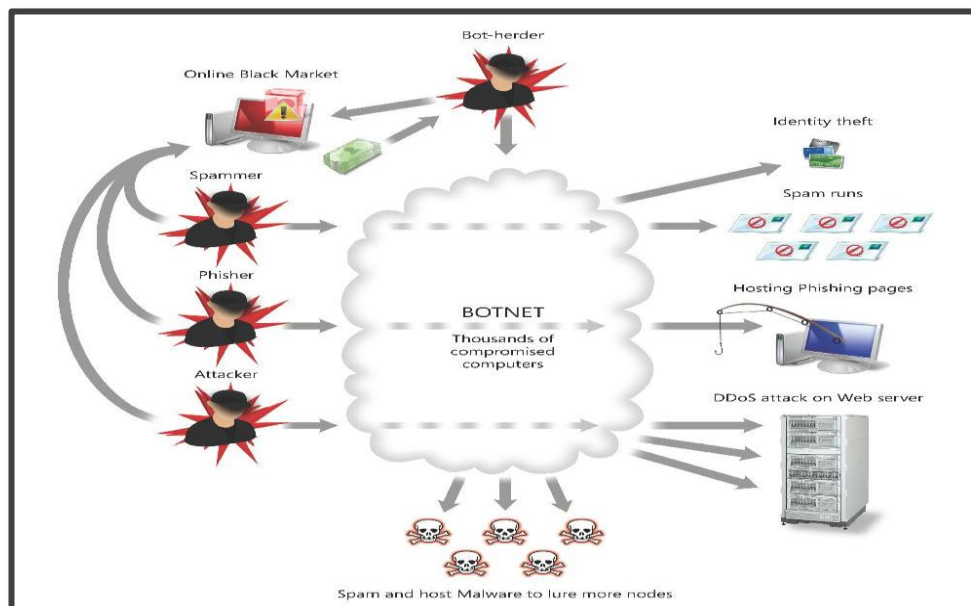 Bot-herder
Online Black Market
Identity theft
Spammer
Spam runs
Phisher
Hosting Phishing pages
BOTNET
Thousands of
compromised
computers
Attacker
DDoS attack on Web server
Spam and host Malware to lure more nodes